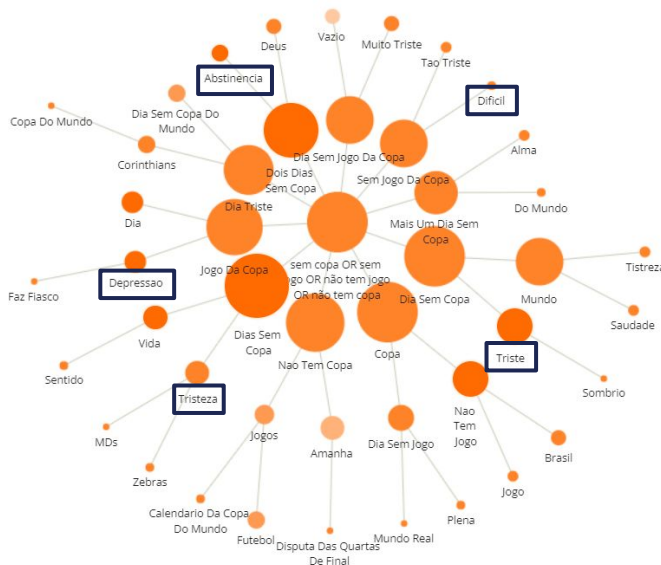 Vazio
Deus
Muito Triste
Tao Triste
Abstinencia
Dificil
Copa Do Mundo
Dia Sem Copa Do
Mundo
Dia Sem Jogo Da Copa
Alma
Corinthians
Dois Dias
Sem Copa
Sem Jogo Da Copa
Do Mundo
Dia
Dia Triste
Mais Um Dia Sem
Copa
Tistreza
Depressao
Jogo Da Copa
sem copa OR sem
ogo OR não tem jogo
OR não tem copa
Dia Sem Copa
Mundo
Faz Fiasco
Saudade
Vida
Dias Sem
Copa
Nao Tem Copa
Copa
Triste
Sentido
Sombrio
Tristeza
Nao
Tem
Jogo
MDs
Jogos
Amanha
Dia Sem Jogo
Brasil
Zebras
Jogo
Calendario Da Copa
Do Mundo
Futebol
Disputa Das Quartas
De Final
Mundo Real
Plena